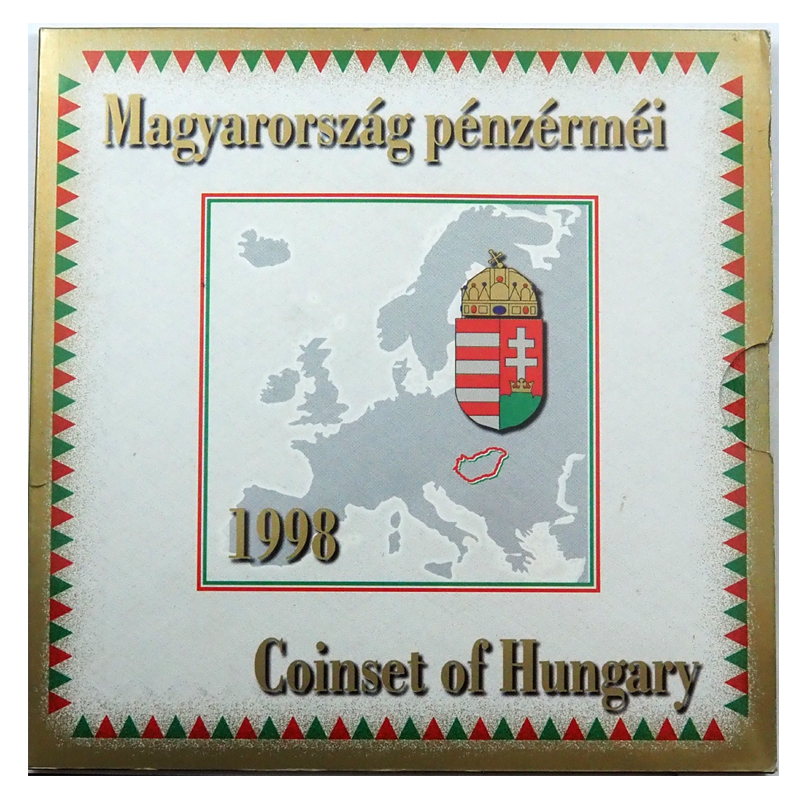 Magyarország pénzérméi
1998
Coinset of Hungary